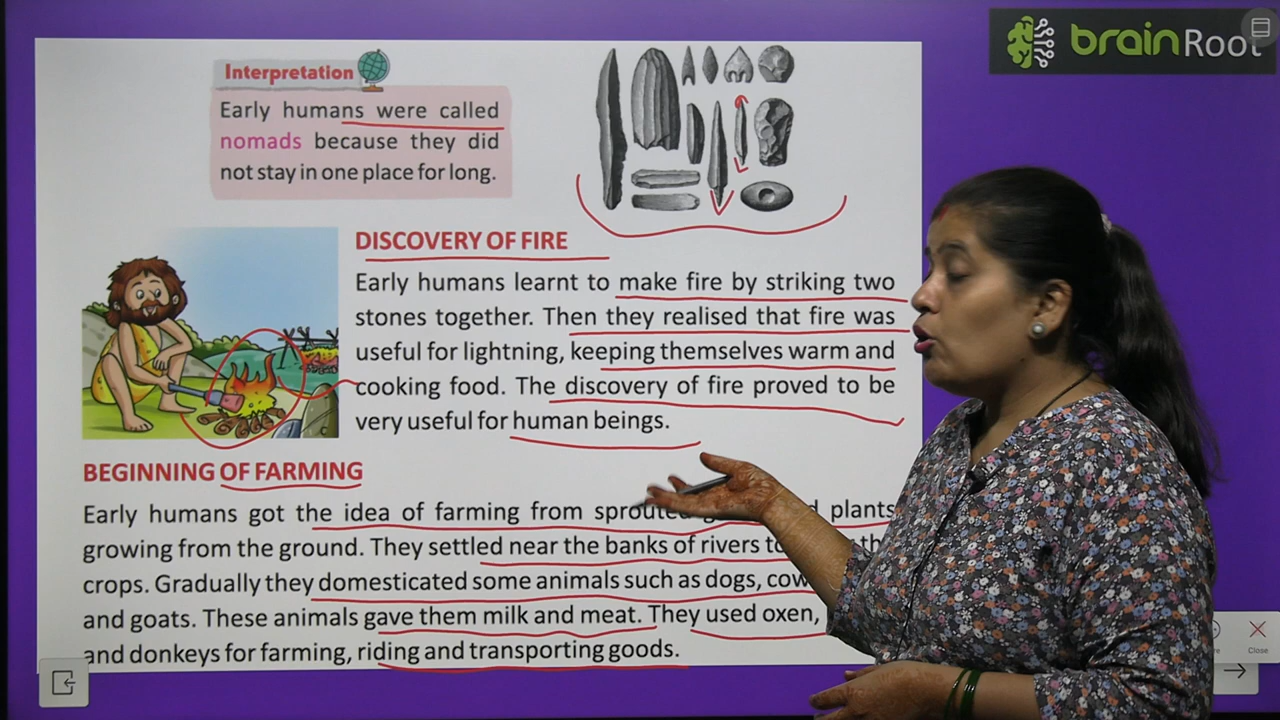 brainRoot
Interpretation
Early humans were called
nomads because they did
not stay in one place for long.
DISCOVERY OF FIRE
Early humans learnt to make fire by striking two
stones together. Then they realised that fire was
useful for lightning, keeping themselves warm and
cooking food. The discovery of fire proved to be
very useful for human beings.
BEGINNING OF FARMING
Early humans got the idea of farming from plants
growing from the ground. They settled near the banks of rivers
crops. Gradually they domesticated some animals such as dogs,
and goats. These animals gave them milk and meat. They used oxen,
and donkeys for farming, riding and transporting goods.
Close